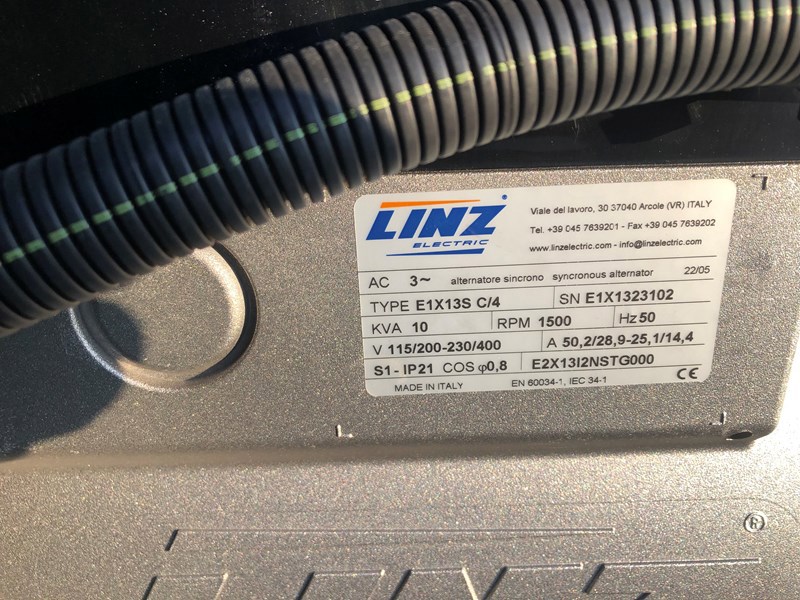 LINZ®
ELECTRIC
Viale del lavoro, 30 37040 Arcole (VR) ITALY
Tel. +39 045 7639201 - Fax +39 045 7639202
www.linzelectric.com - info@linzelectric.com
AC 3~ alternatore sincrono syncronous alternator 22/05
TYPE E1X13S C/4 SN E1X1323102
KVA 10 RPM 1500 Hz 50
V 115/200-230/400 A 50,2/28,9-25,1/14,4
S1 - IP21 COS φ0,8 E2X13I2NSTG000
MADE IN ITALY EN 60034-1, IEC 34-1 CE
®